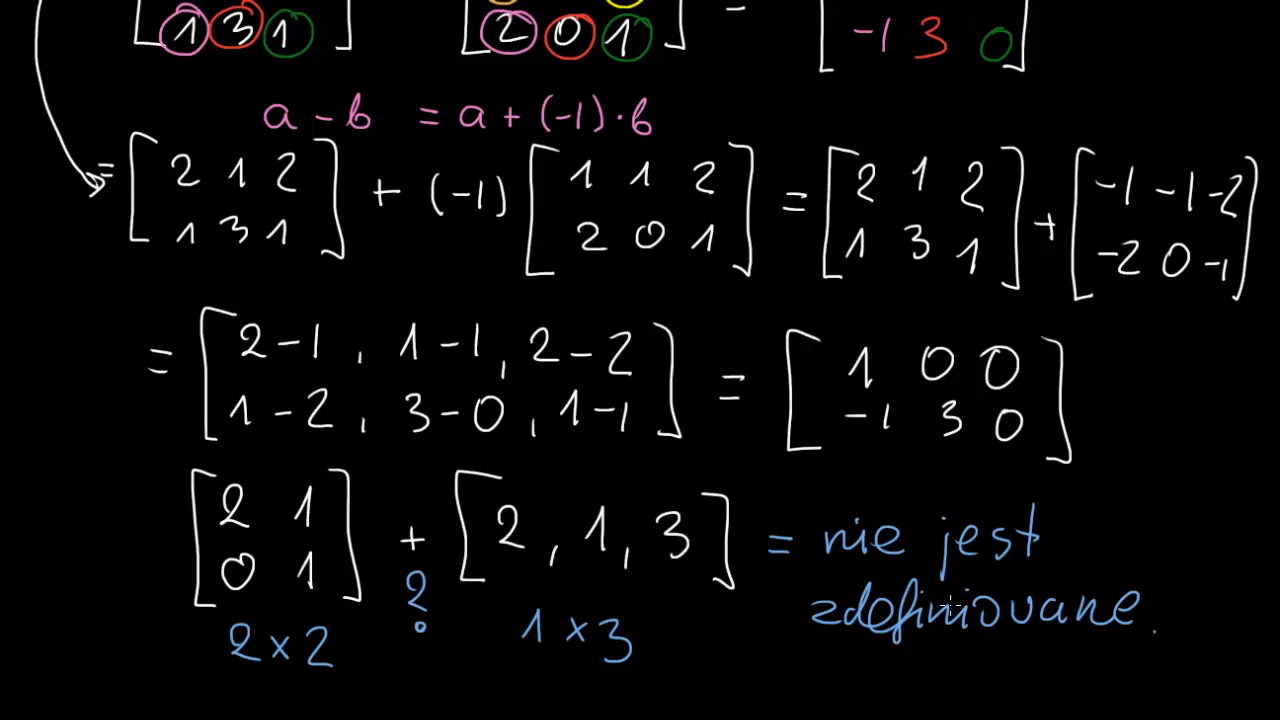 [1 3 1] [2 0 1] = [-1 3 0]
a - b = a + (-1) · b
= [2 1 2 + (-1) [1 1 2 = [2 1 2 + [-1 -1 -2
1 3 1] 2 0 1] 1 3 1] -2 0 -1]
= [2-1, 1-1, 2-2 = [1 0 0
1-2, 3-0, 1-1] -1 3 0]
[2 1 + [2, 1, 3] = nie jest
0 1] ? zdefiniowane.
2 x 2 1 x 3